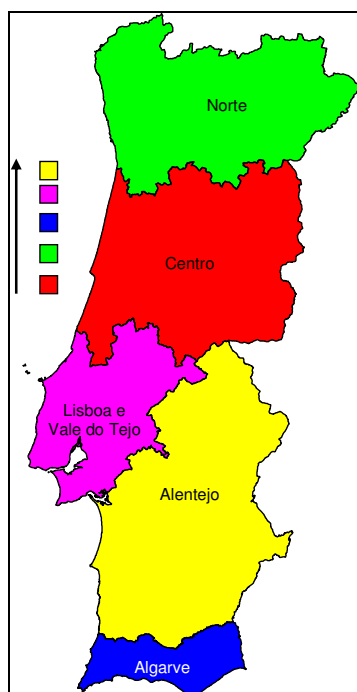 Norte
Centro
Lisboa e
Vale do Tejo
Alentejo
Algarve